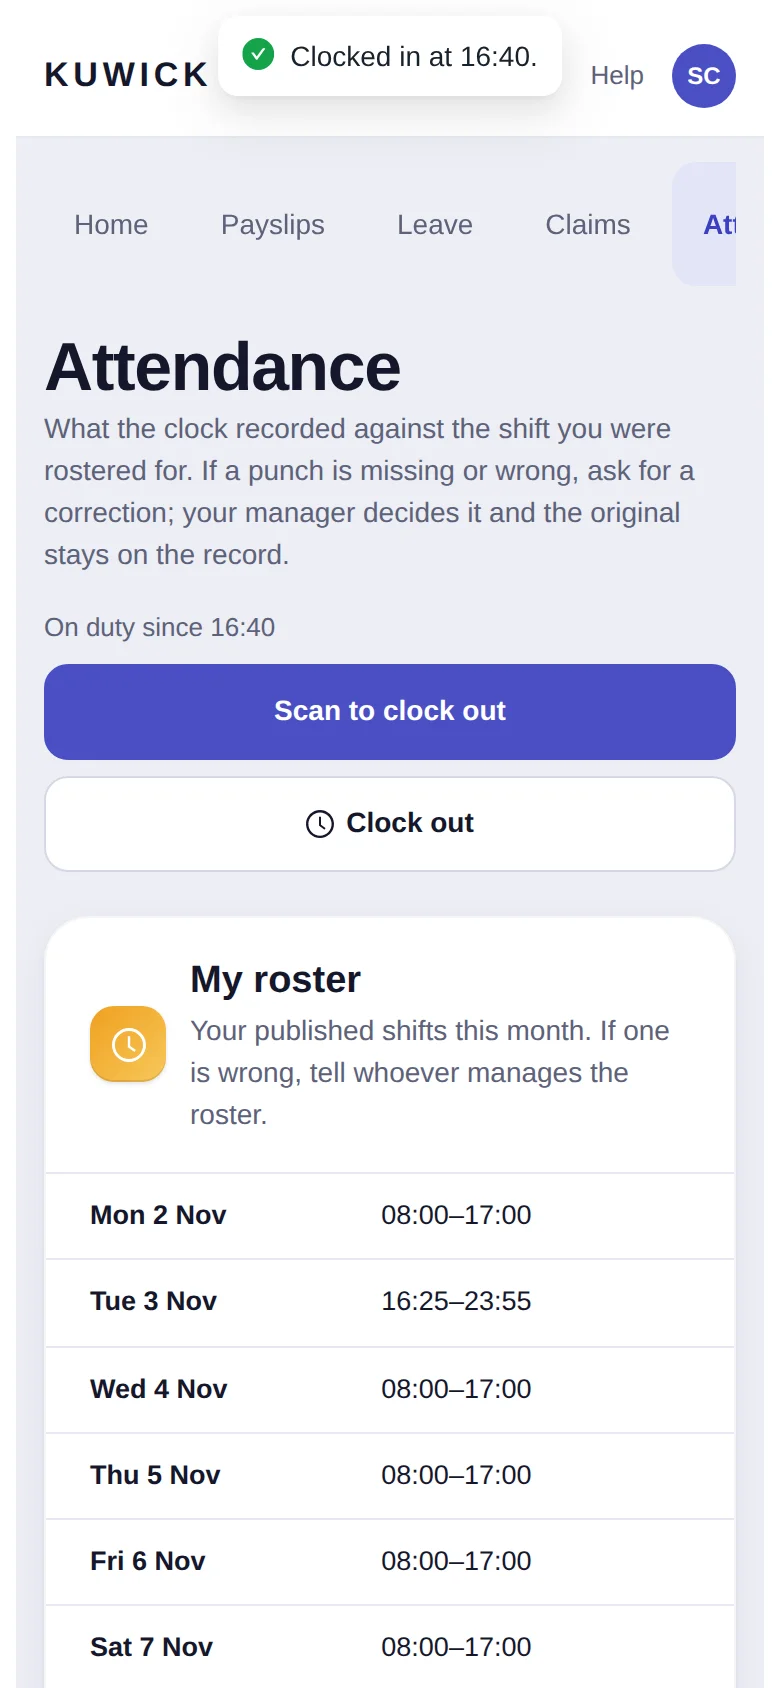 KUWICK
Clocked in at 16:40.
Help
SC
Home
Payslips
Leave
Claims
Attendance
What the clock recorded against the shift you were
rostered for. If a punch is missing or wrong, ask for a
correction; your manager decides it and the original
stays on the record.
On duty since 16:40
Scan to clock out
Clock out
My roster
Your published shifts this month. If one
is wrong, tell whoever manages the
roster.
Mon 2 Nov 08:00–17:00
Tue 3 Nov 16:25–23:55
Wed 4 Nov 08:00–17:00
Thu 5 Nov 08:00–17:00
Fri 6 Nov 08:00–17:00
Sat 7 Nov 08:00–17:00